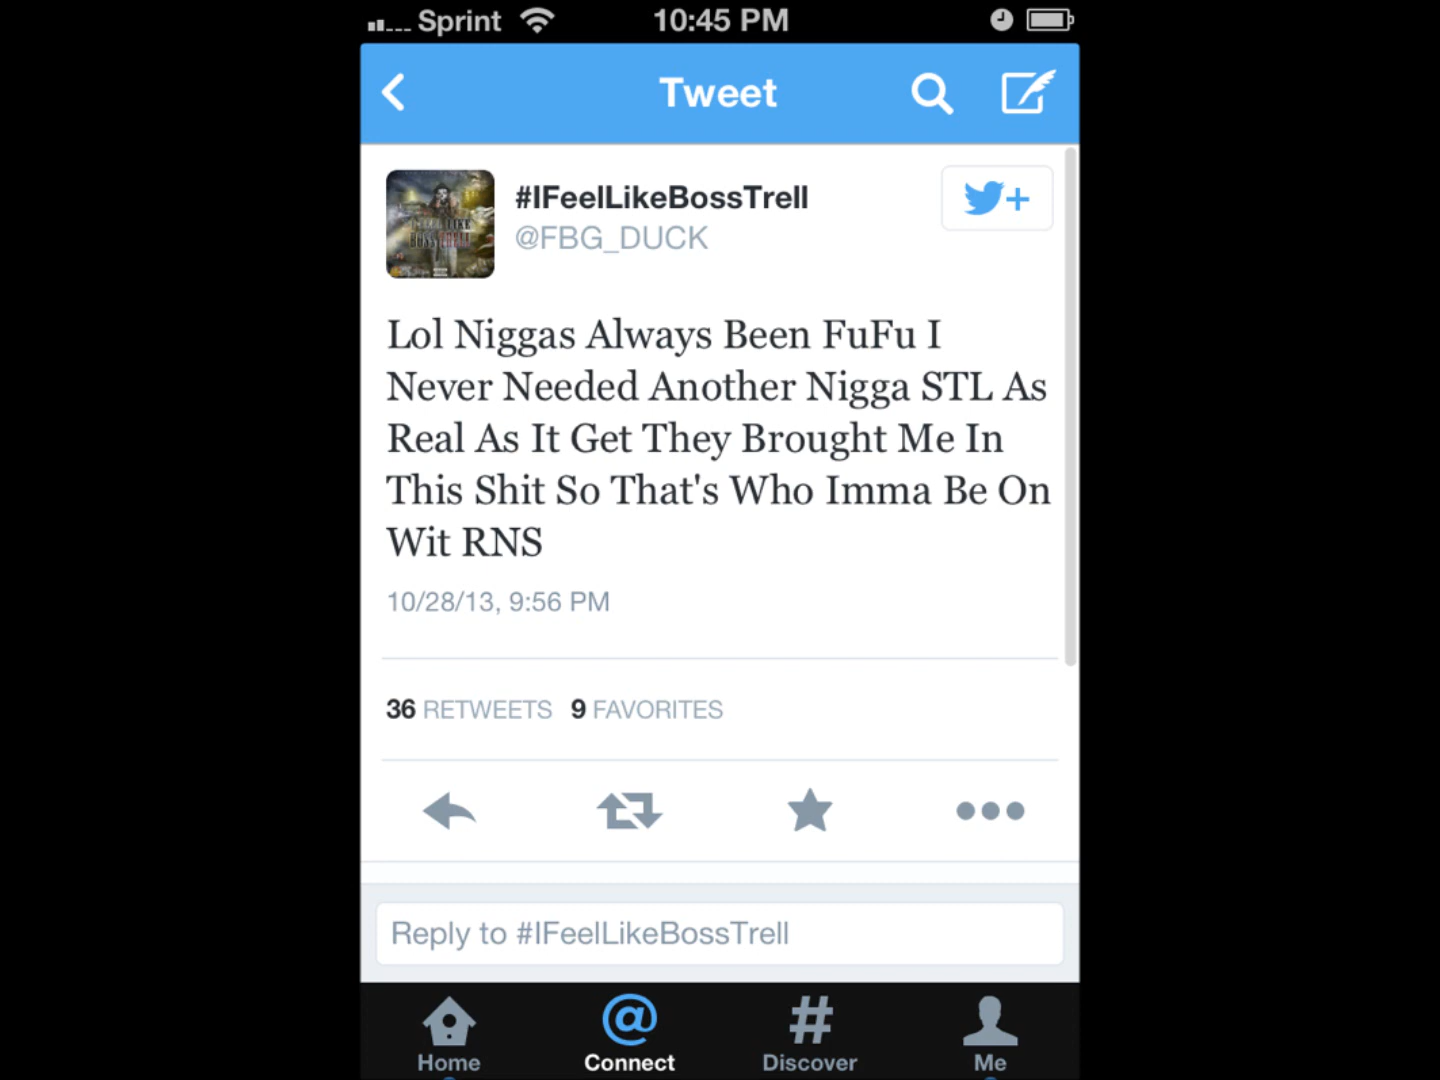 Sprint 10:45 PM
Tweet
#IFeelLikeBossTrell
@FBG_DUCK
Lol Niggas Always Been FuFu I
Never Needed Another Nigga STL As
Real As It Get They Brought Me In
This Shit So That's Who Imma Be On
Wit RNS
10/28/13, 9:56 PM
36 RETWEETS 9 FAVORITES
Reply to #IFeelLikeBossTrell
Home Connect Discover Me